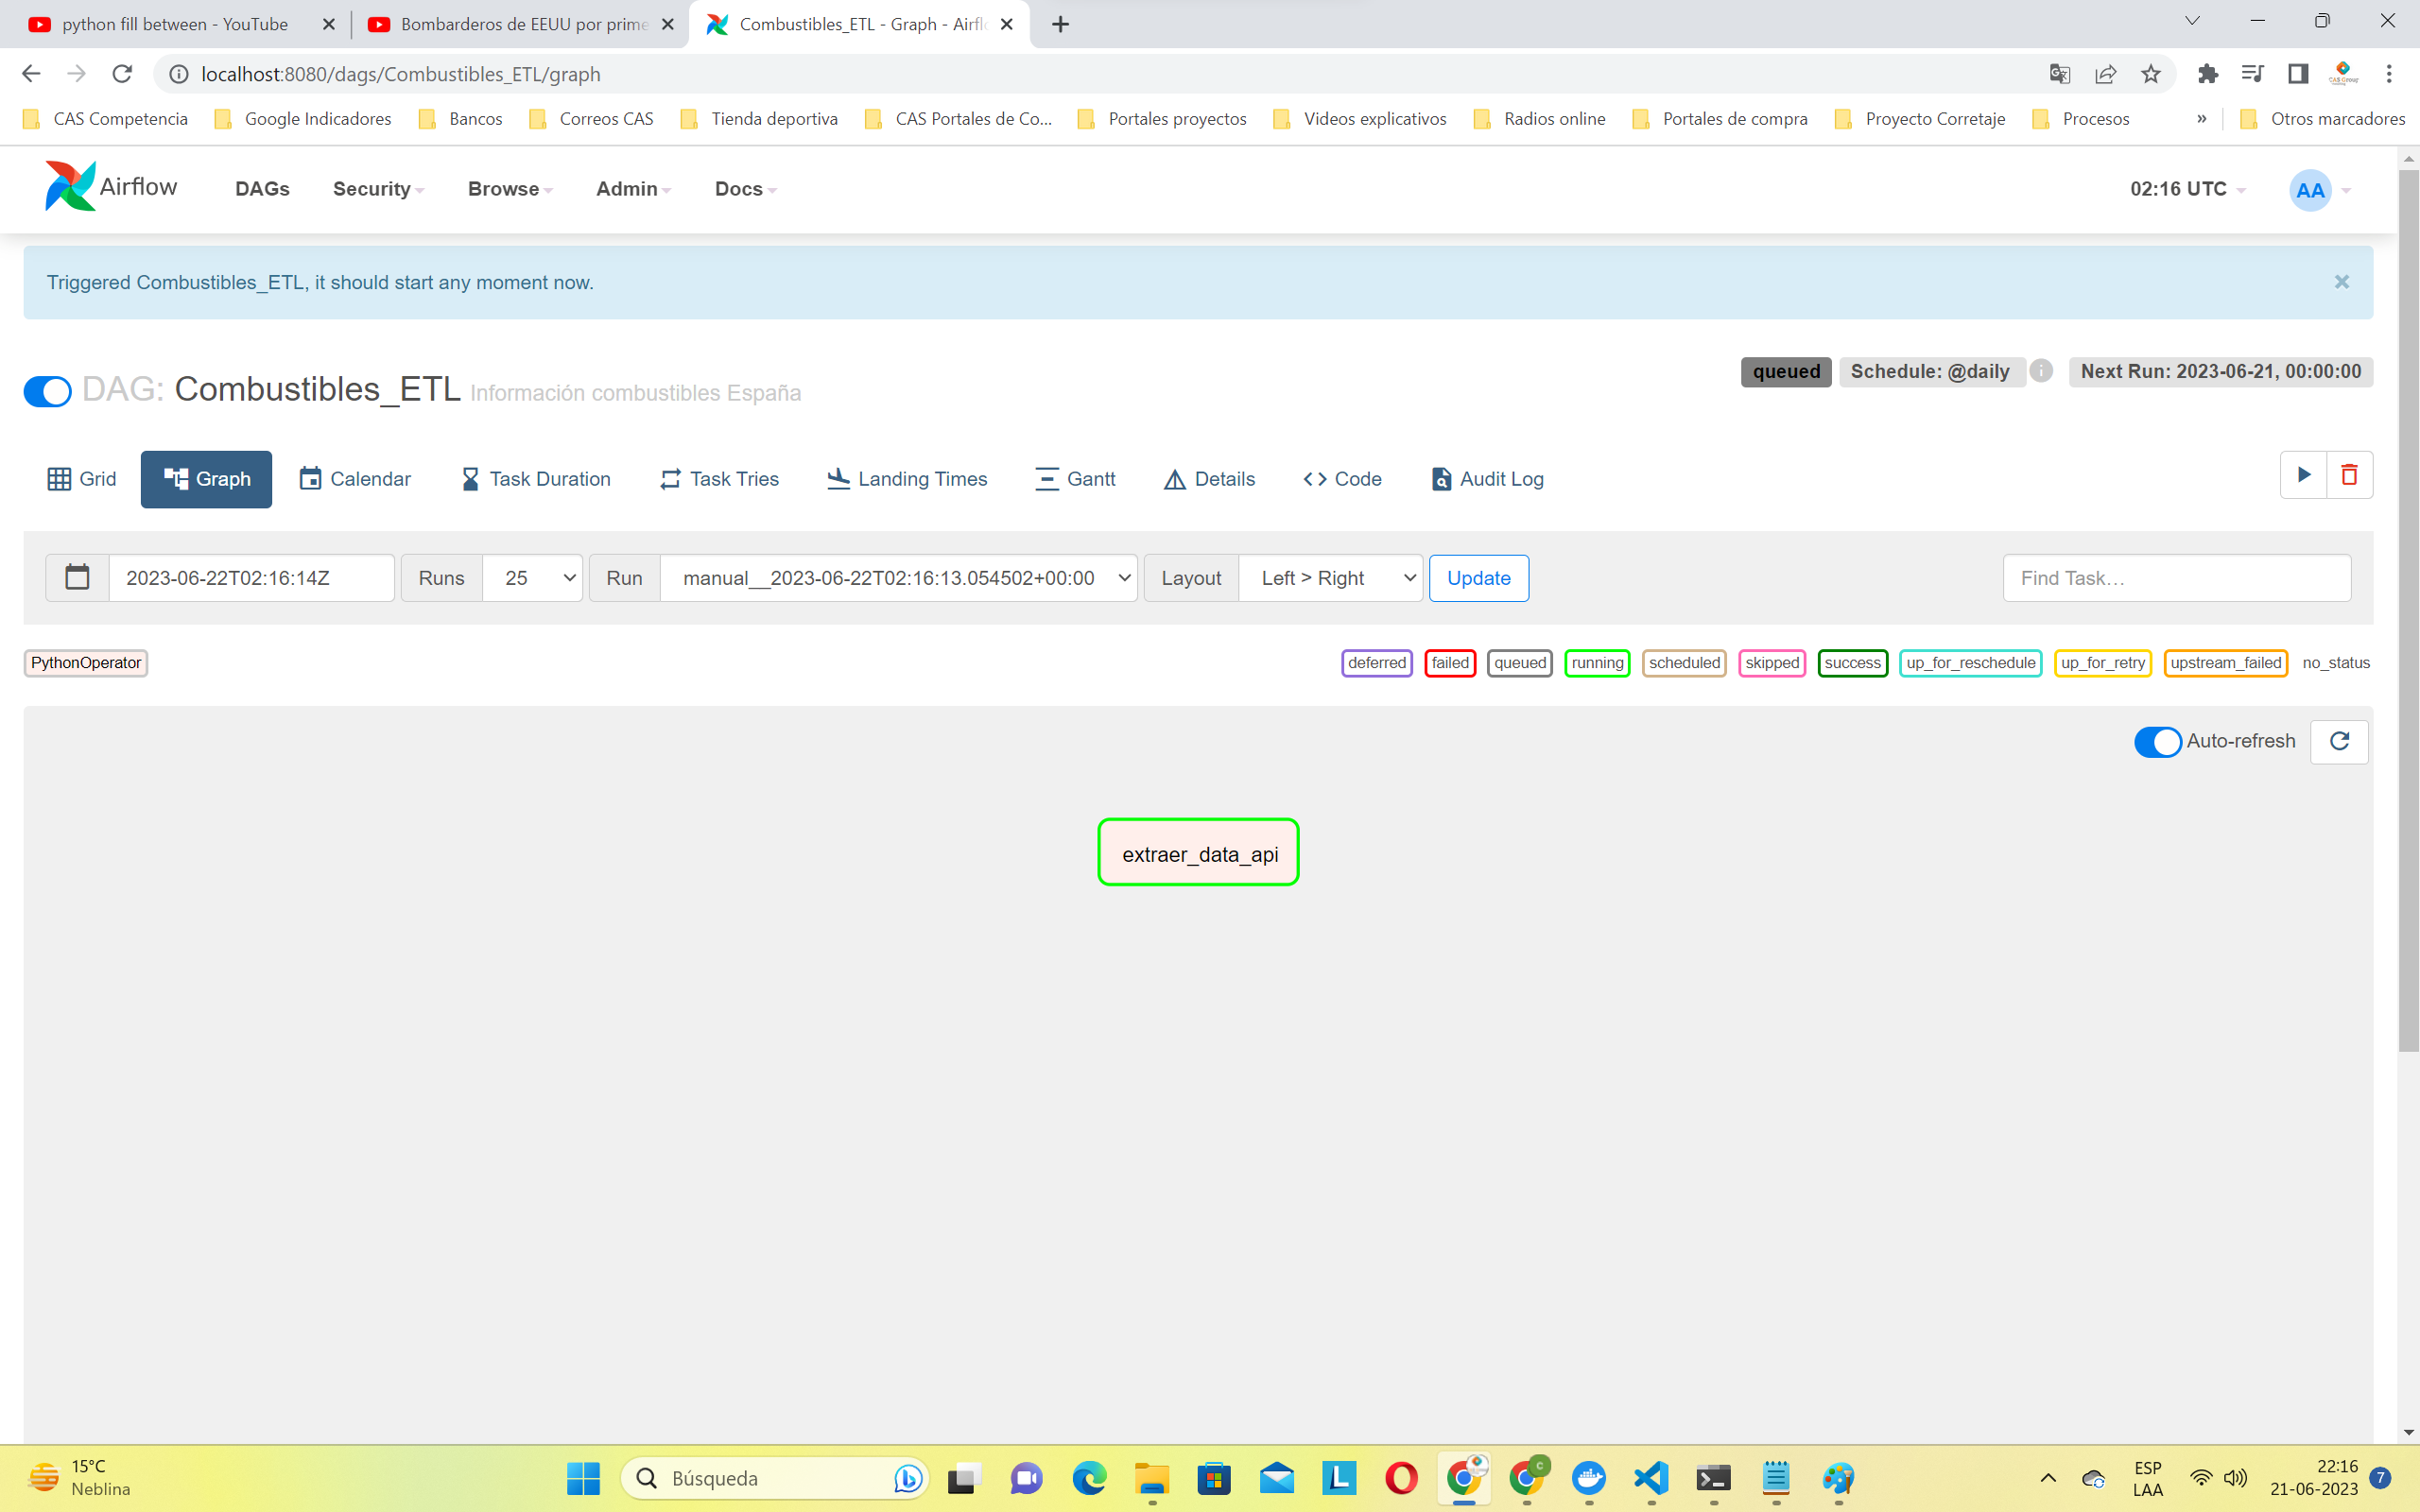 python fill between - YouTube
Bombarderos de EEUU por prime
Combustibles_ETL - Graph - Airfl
localhost:8080/dags/Combustibles_ETL/graph
CAS Competencia
Google Indicadores
Bancos
Correos CAS
Tienda deportiva
CAS Portales de Co...
Portales proyectos
Videos explicativos
Radios online
Portales de compra
Proyecto Corretaje
Procesos
»
Otros marcadores
Airflow
DAGs
Security
Browse
Admin
Docs
02:16 UTC
AA
Triggered Combustibles_ETL, it should start any moment now.
×
DAG: Combustibles_ETL Información combustibles España
queued
Schedule: @daily
i
Next Run: 2023-06-21, 00:00:00
Grid
Graph
Calendar
Task Duration
Task Tries
Landing Times
Gantt
Details
Code
Audit Log
2023-06-22T02:16:14Z
Runs
25
Run
manual__2023-06-22T02:16:13.054502+00:00
Layout
Left > Right
Update
Find Task…
PythonOperator
deferred
failed
queued
running
scheduled
skipped
success
up_for_reschedule
up_for_retry
upstream_failed
no_status
Auto-refresh
extraer_data_api
15°C
Neblina
Búsqueda
L
C
ESP
LAA
22:16
21-06-2023
7